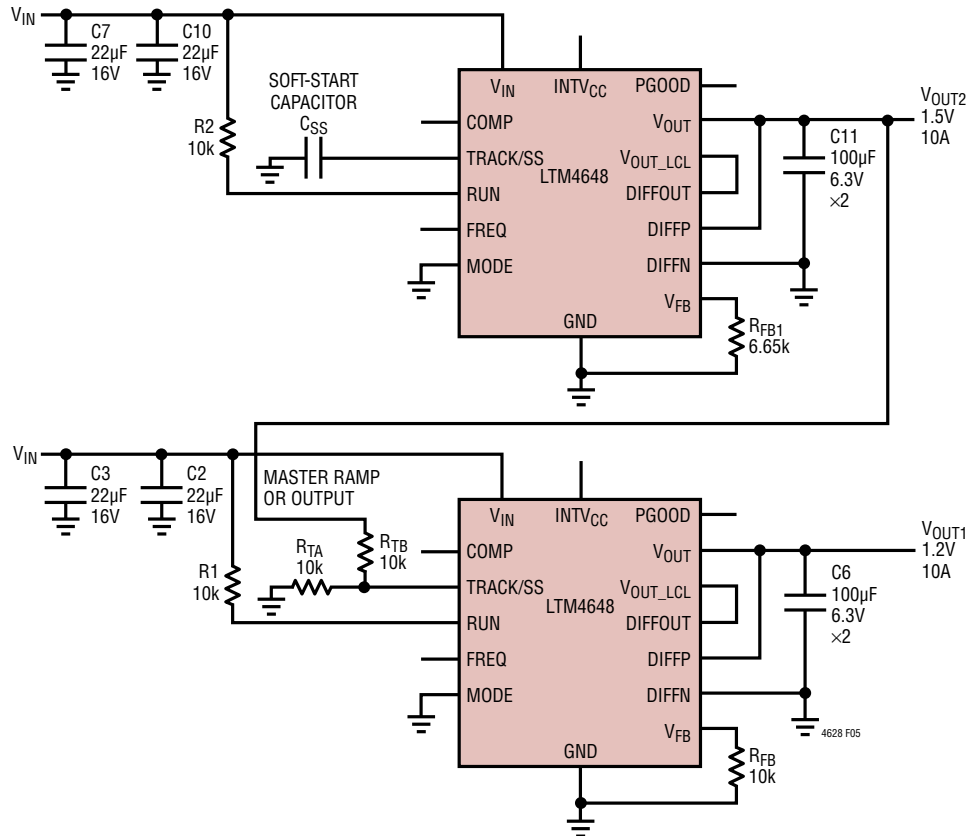 VIN
C7
22µF
16V
C10
22µF
16V
R2
10k
SOFT-START
CAPACITOR
CSS
VIN
INTVCC
PGOOD
COMP
VOUT
TRACK/SS
VOUT_LCL
LTM4648
DIFFOUT
RUN
FREQ
DIFFP
MODE
DIFFN
VFB
GND
RFB1
6.65k
C11
100µF
6.3V
×2
VOUT2
1.5V
10A
VIN
C3
22µF
16V
C2
22µF
16V
MASTER RAMP
OR OUTPUT
R1
10k
RTA
10k
RTB
10k
VIN
INTVCC
PGOOD
COMP
VOUT
TRACK/SS
VOUT_LCL
LTM4648
DIFFOUT
RUN
FREQ
DIFFP
MODE
DIFFN
VFB
GND
RFB
10k
C6
100µF
6.3V
×2
VOUT1
1.2V
10A
4628 F05